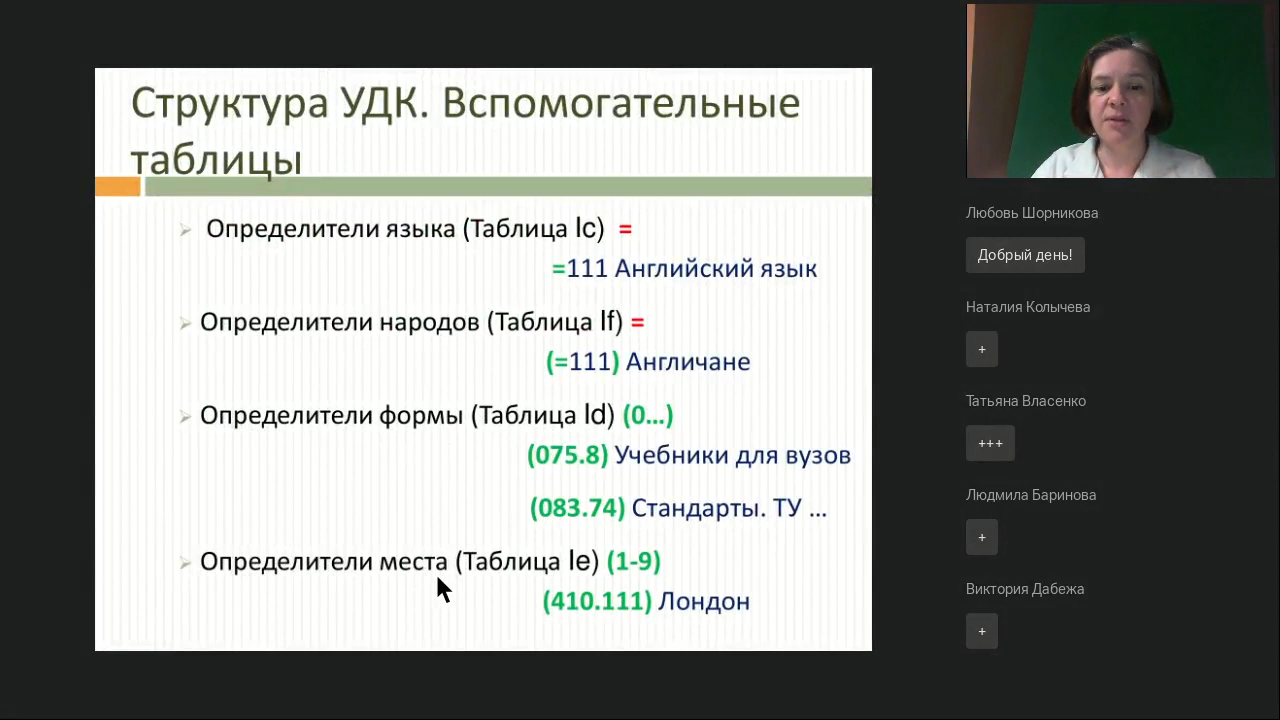 Структура УДК. Вспомогательные
таблицы
Определители языка (Таблица Ic) =
=111 Английский язык
Определители народов (Таблица If) =
(=111) Англичане
Определители формы (Таблица Id) (0...)
(075.8) Учебники для вузов
(083.74) Стандарты. ТУ ...
Определители места (Таблица Ie) (1-9)
(410.111) Лондон
Любовь Шорникова
Добрый день!
Наталия Колычева
+
Татьяна Власенко
+++
Людмила Баринова
+
Виктория Дабежа
+